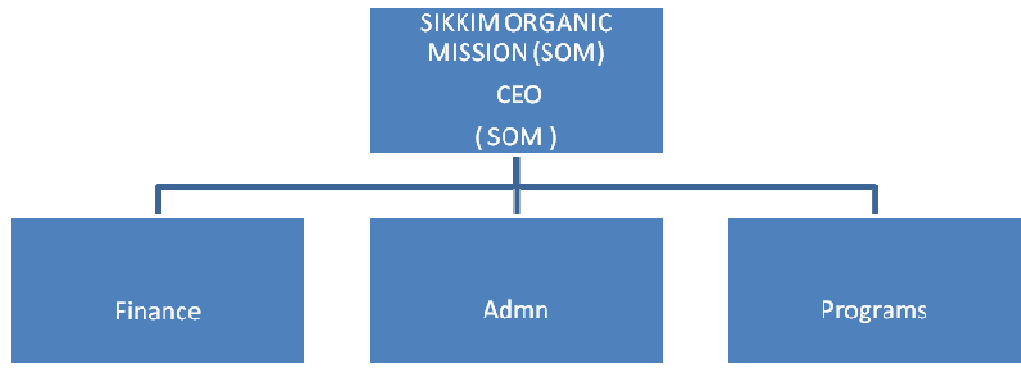 SIKKIM ORGANIC
MISSION (SOM)
CEO
( SOM )
Finance
Admn
Programs